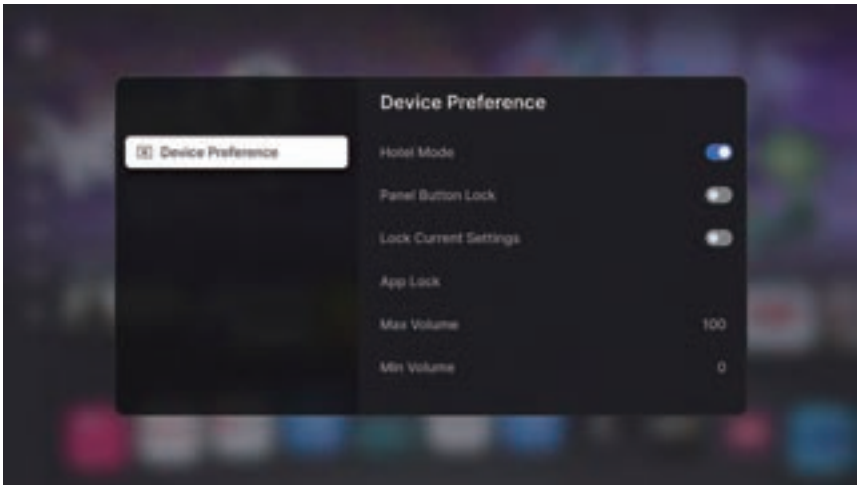 Device Preference
Device Preference
Hotel Mode
Panel Button Lock
Lock Current Settings
App Lock
Max Volume 100
Min Volume 0